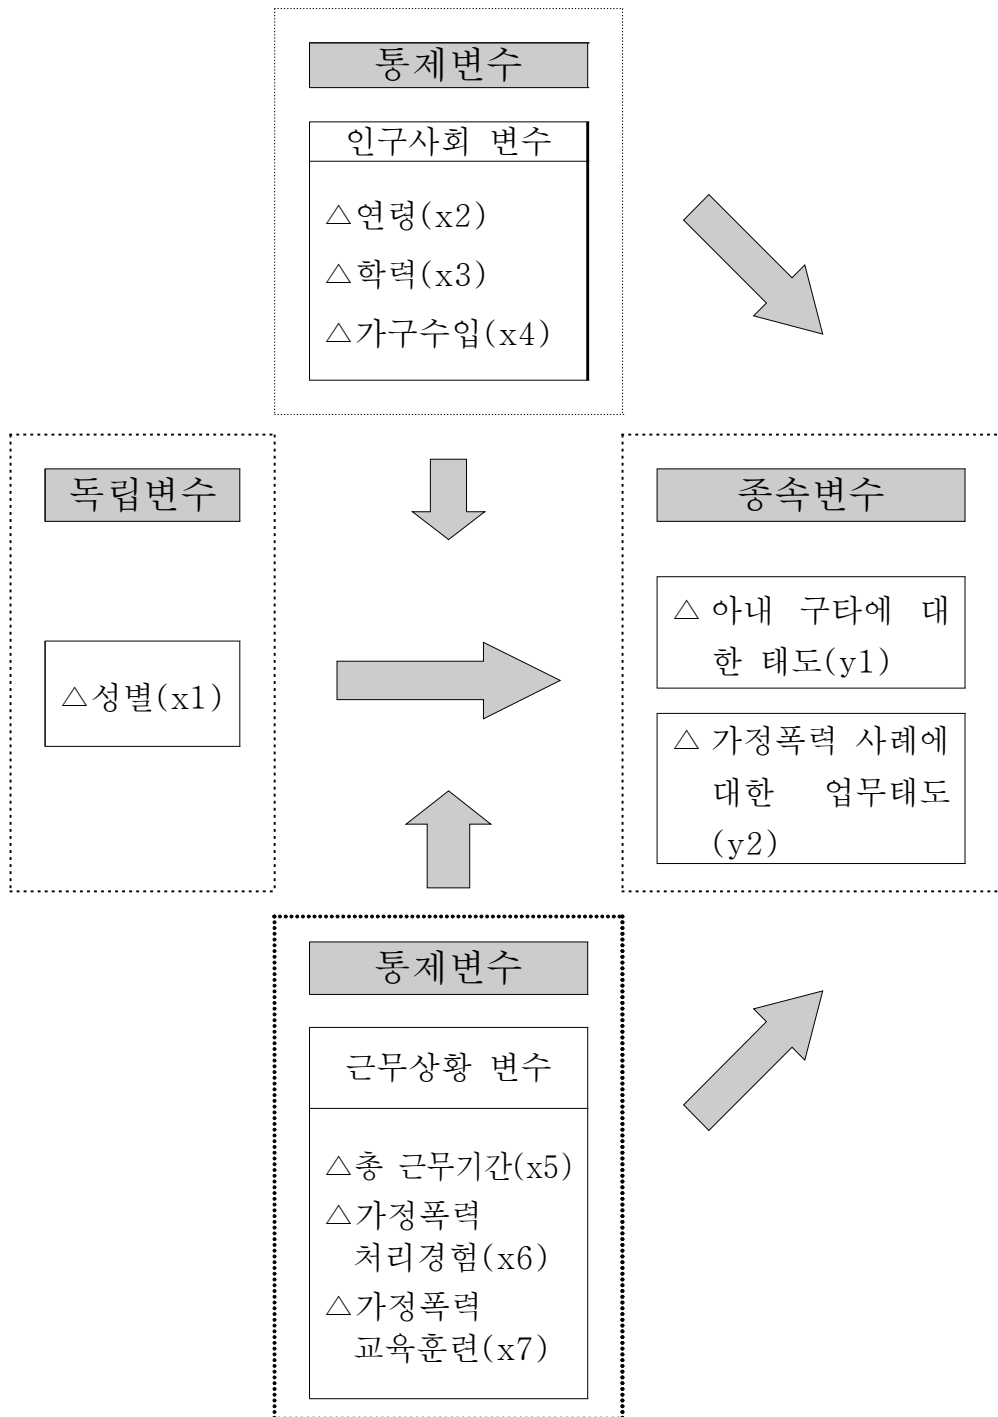 통제변수
인구사회 변수
△연령(x2)
△학력(x3)
△가구수입(x4)
독립변수
△성별(x1)
종속변수
△ 아내 구타에 대
한 태도(y1)
△ 가정폭력 사례에
대한 업무태도
(y2)
통제변수
근무상황 변수
△총 근무기간(x5)
△가정폭력
처리경험(x6)
△가정폭력
교육훈련(x7)